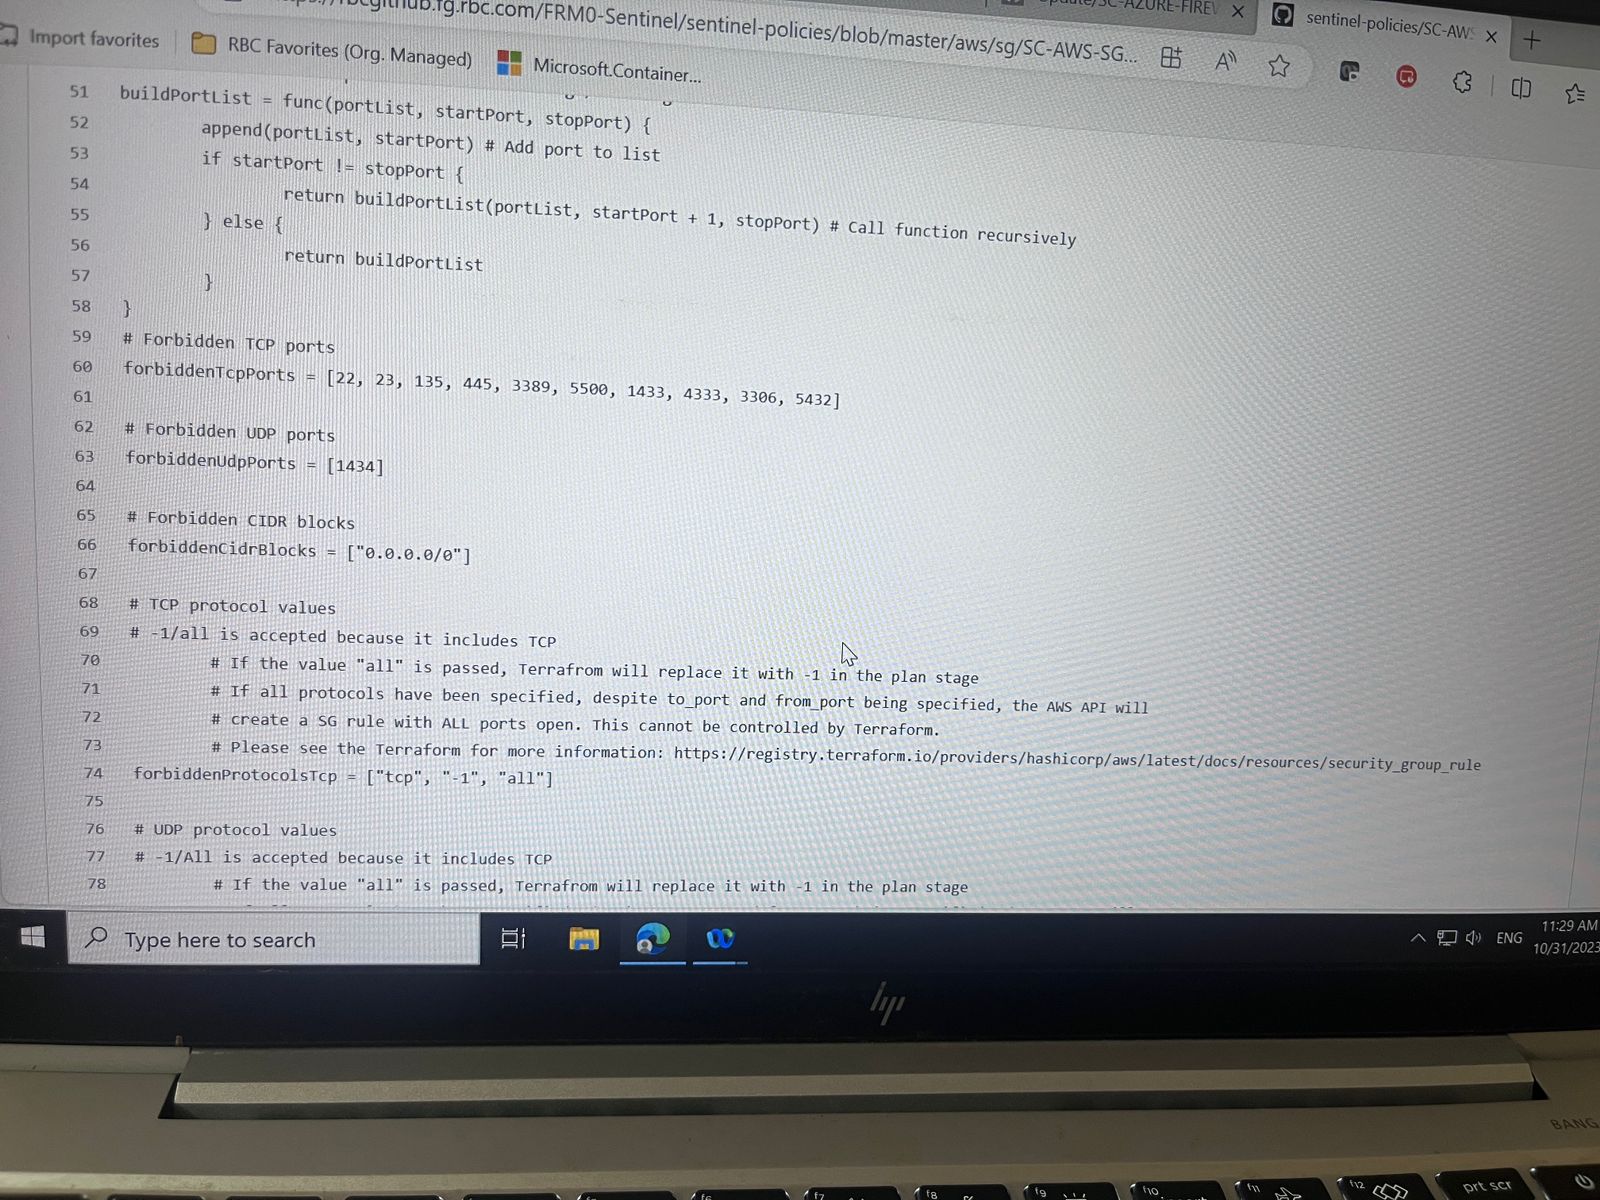 rbcgithub.fg.rbc.com/FRM0-Sentinel/sentinel-policies/blob/master/aws/sg/SC-AWS-SG...
sentinel-policies/SC-AWS
Import favorites
RBC Favorites (Org. Managed)
Microsoft.Container...
51 buildPortList = func(portList, startPort, stopPort) {
52 append(portList, startPort) # Add port to list
53 if startPort != stopPort {
54 return buildPortList(portList, startPort + 1, stopPort) # Call function recursively
55 } else {
56 return buildPortList
57 }
58 }
59 # Forbidden TCP ports
60 forbiddenTcpPorts = [22, 23, 135, 445, 3389, 5500, 1433, 4333, 3306, 5432]
61
62 # Forbidden UDP ports
63 forbiddenUdpPorts = [1434]
64
65 # Forbidden CIDR blocks
66 forbiddenCidrBlocks = ["0.0.0.0/0"]
67
68 # TCP protocol values
69 # -1/all is accepted because it includes TCP
70 # If the value "all" is passed, Terrafrom will replace it with -1 in the plan stage
71 # If all protocols have been specified, despite to_port and from_port being specified, the AWS API will
72 # create a SG rule with ALL ports open. This cannot be controlled by Terraform.
73 # Please see the Terraform for more information: https://registry.terraform.io/providers/hashicorp/aws/latest/docs/resources/security_group_rule
74 forbiddenProtocolsTcp = ["tcp", "-1", "all"]
75
76 # UDP protocol values
77 # -1/All is accepted because it includes TCP
78 # If the value "all" is passed, Terrafrom will replace it with -1 in the plan stage
Type here to search
ENG
11:29 AM
10/31/2023
hp
BANG
f6
f7
f8
f9
f10
f11
f12
prt scr